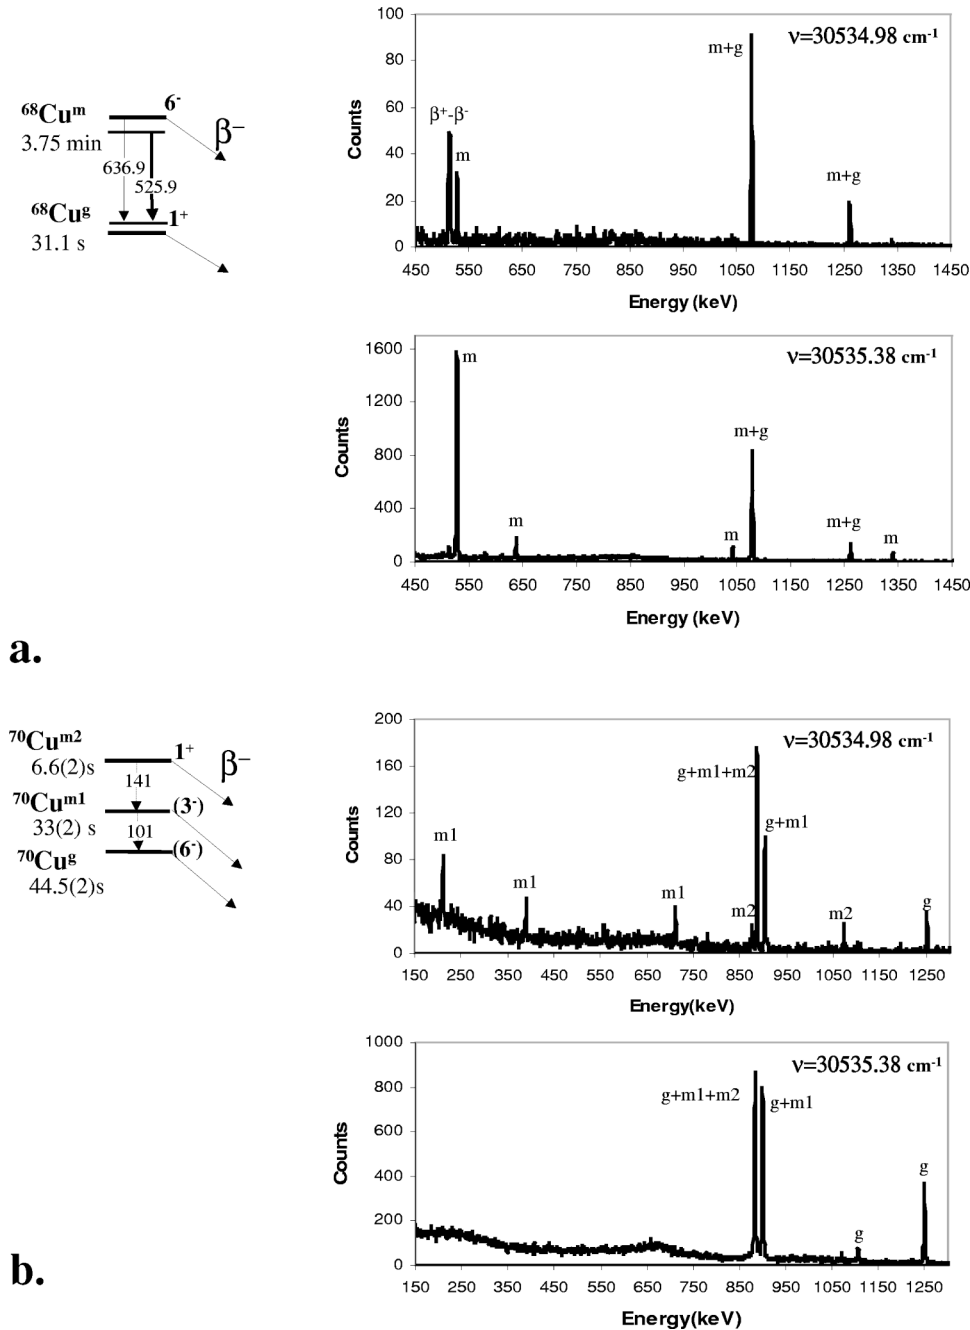 ⁶⁸Cuᵐ
6⁻
3.75 min
β⁻
636.9
525.9
⁶⁸Cuᵍ
1⁺
31.1 s
100
80
60
40
20
0
Counts
ν=30534.98 cm⁻¹
m+g
β⁺-β⁻
m
m+g
450 550 650 750 850 950 1050 1150 1250 1350 1450
Energy (keV)
1600
1200
800
400
0
Counts
ν=30535.38 cm⁻¹
m
m+g
m
m
m+g
m
450 550 650 750 850 950 1050 1150 1250 1350 1450
Energy (keV)
a.
⁷⁰Cuᵐ²
1⁺
6.6(2)s
β⁻
141
⁷⁰Cuᵐ¹
(3⁻)
33(2) s
101
⁷⁰Cuᵍ
(6⁻)
44.5(2)s
200
160
120
80
40
0
Counts
ν=30534.98 cm⁻¹
g+m1+m2
g+m1
m1
m1
m1
m2
m2
g
150 250 350 450 550 650 750 850 950 1050 1150 1250
Energy(keV)
1000
800
600
400
200
0
Counts
ν=30535.38 cm⁻¹
g+m1+m2
g+m1
g
g
150 250 350 450 550 650 750 850 950 1050 1150 1250
Energy(keV)
b.